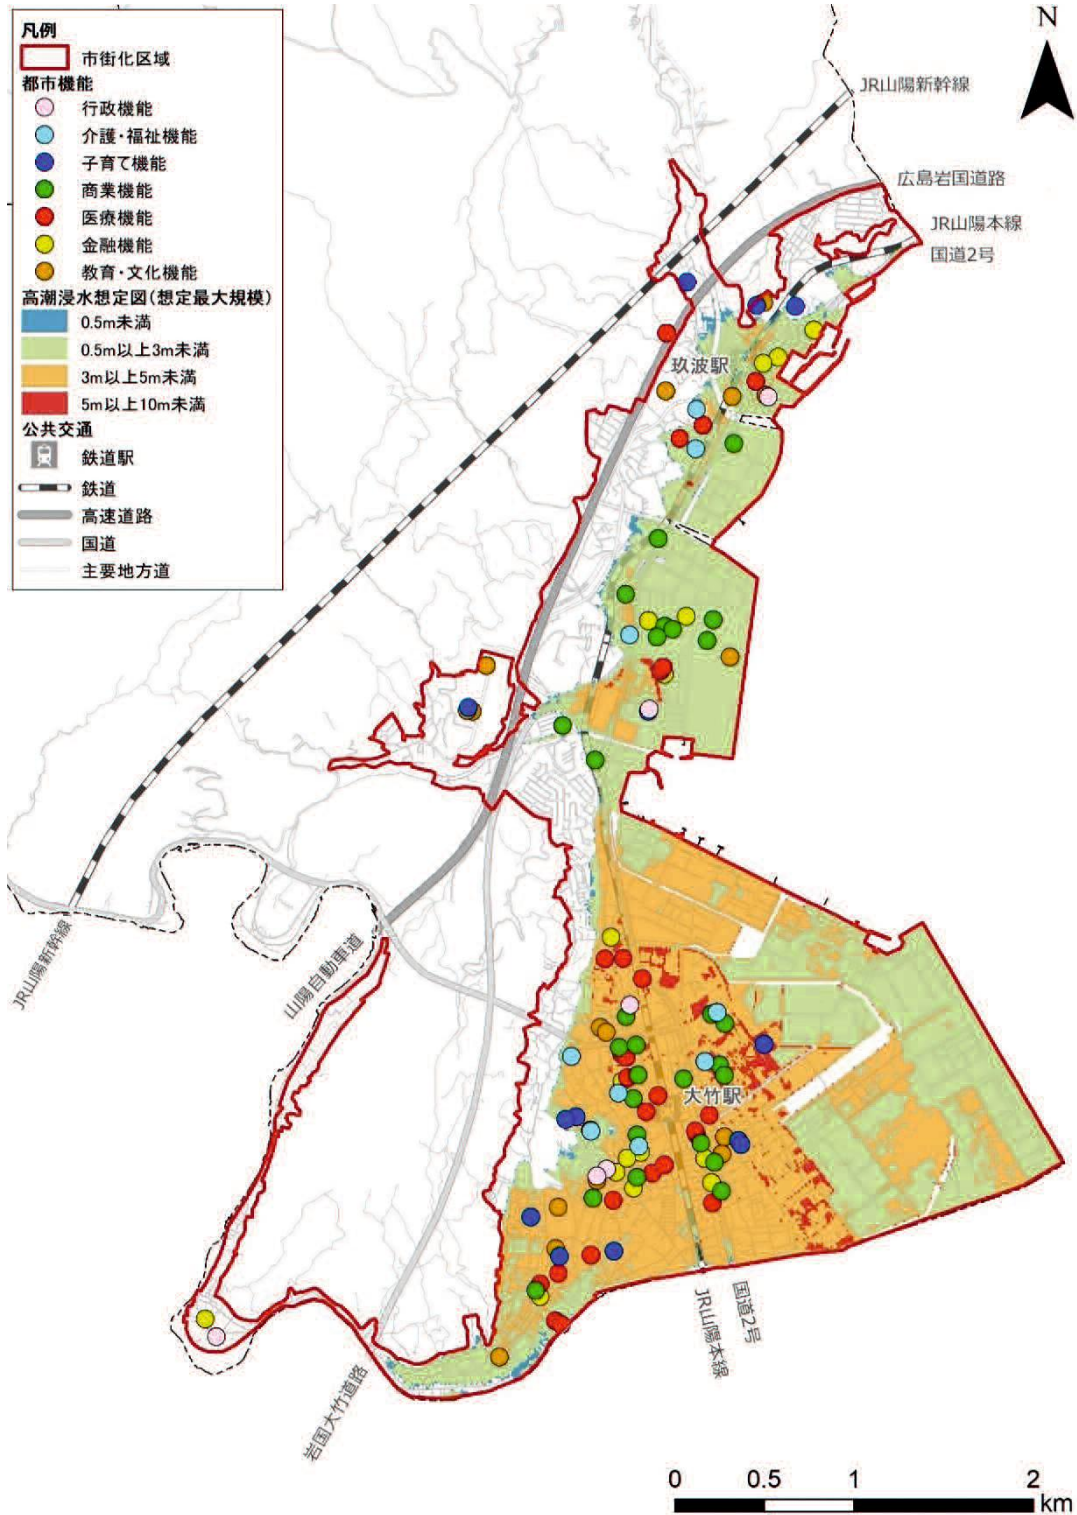 凡例
市街化区域
都市機能
行政機能
介護・福祉機能
子育て機能
商業機能
医療機能
金融機能
教育・文化機能
高潮浸水想定図(想定最大規模)
0.5m未満
0.5m以上3m未満
3m以上5m未満
5m以上10m未満
公共交通
鉄道駅
鉄道
高速道路
国道
主要地方道
N
JR山陽新幹線
広島岩国道路
JR山陽本線
国道2号
玖波駅
JR山陽新幹線
山陽自動車道
大竹駅
岩国大竹道路
JR山陽本線
国道2号
0 0.5 1 2
km